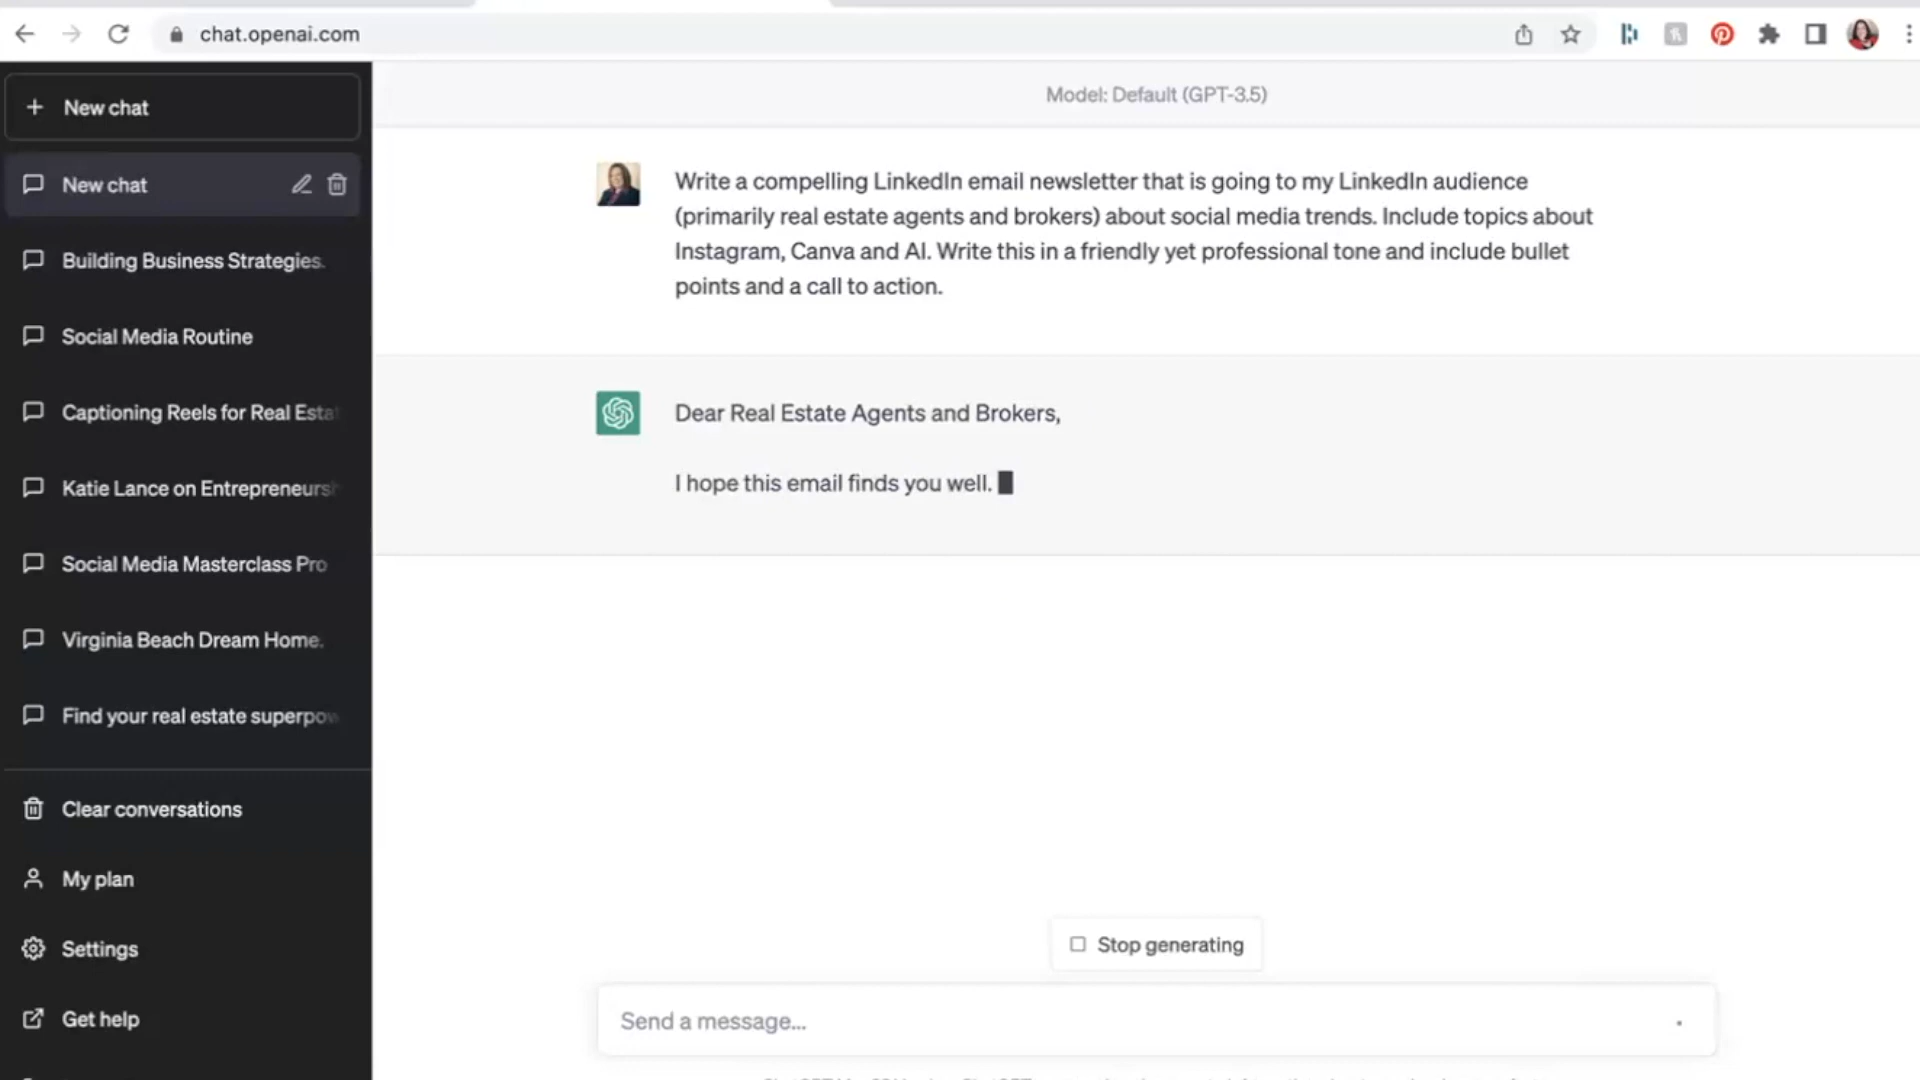 chat.openai.com
New chat
New chat
Building Business Strategies.
Social Media Routine
Captioning Reels for Real Esta
Katie Lance on Entrepreneurs
Social Media Masterclass Pro
Virginia Beach Dream Home.
Find your real estate superpow
Clear conversations
My plan
Settings
Get help
Model: Default (GPT-3.5)
Write a compelling LinkedIn email newsletter that is going to my LinkedIn audience
(primarily real estate agents and brokers) about social media trends. Include topics about
Instagram, Canva and AI. Write this in a friendly yet professional tone and include bullet
points and a call to action.
Dear Real Estate Agents and Brokers,
I hope this email finds you well.
Stop generating
Send a message...